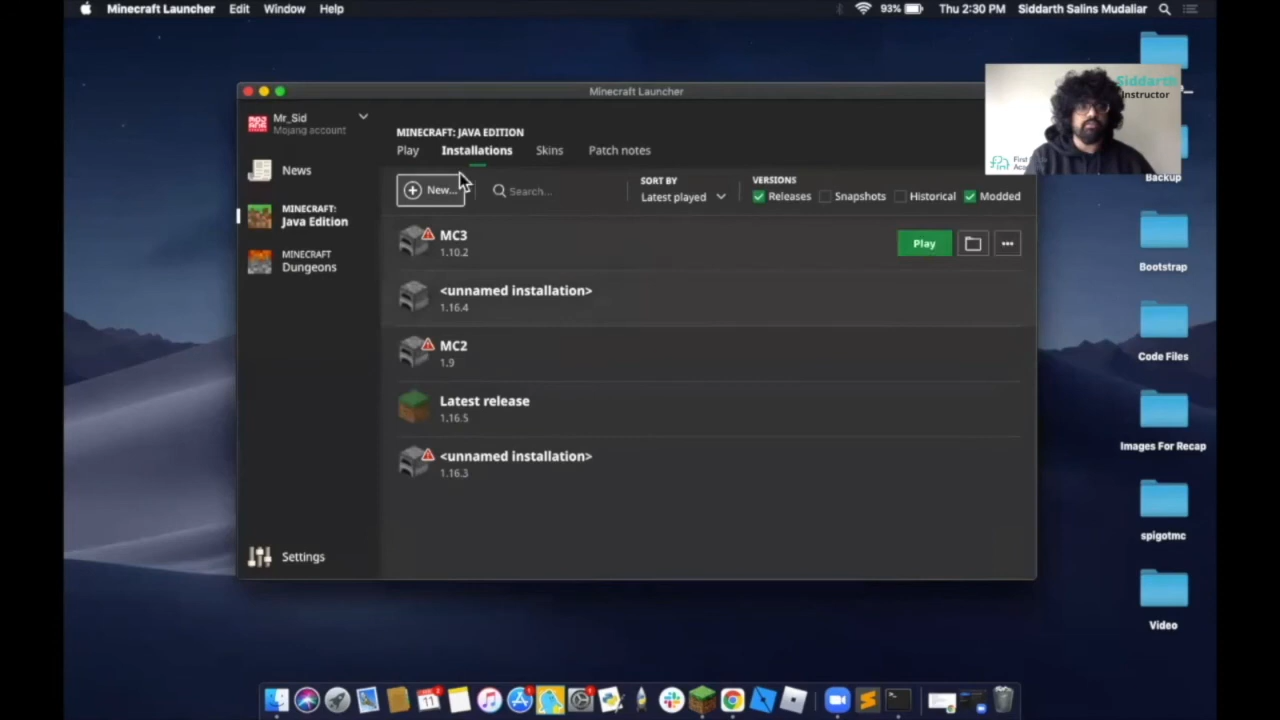 Minecraft Launcher Edit Window Help 93% Thu 2:30 PM Siddarth Salins Mudaliar
Minecraft Launcher
Siddarth
Instructor
Mr_Sid
Mojang account
News
MINECRAFT:
Java Edition
MINECRAFT
Dungeons
Settings
MINECRAFT: JAVA EDITION
Play Installations Skins Patch notes
New... Search...
SORT BY
Latest played
VERSIONS
Releases Snapshots Historical Modded
MC3
1.10.2
Play
<unnamed installation>
1.16.4
MC2
1.9
Latest release
1.16.5
<unnamed installation>
1.16.3
Backup
Bootstrap
Code Files
Images For Recap
spigotmc
Video